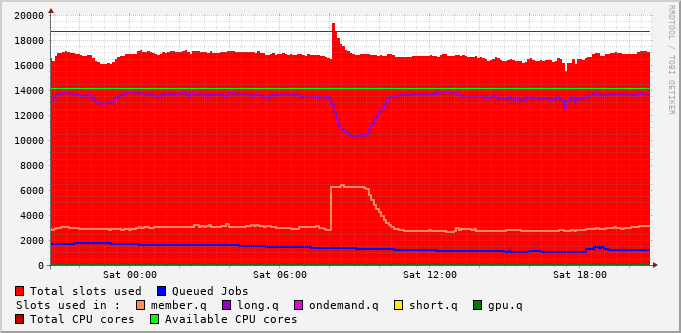 20000
18000
16000
14000
12000
10000
8000
6000
4000
2000
0
Sat 00:00 Sat 06:00 Sat 12:00 Sat 18:00
Total slots used Queued Jobs
Slots used in : member.q long.q ondemand.q short.q gpu.q
Total CPU cores Available CPU cores
RRDTOOL / TOBI OETIKER